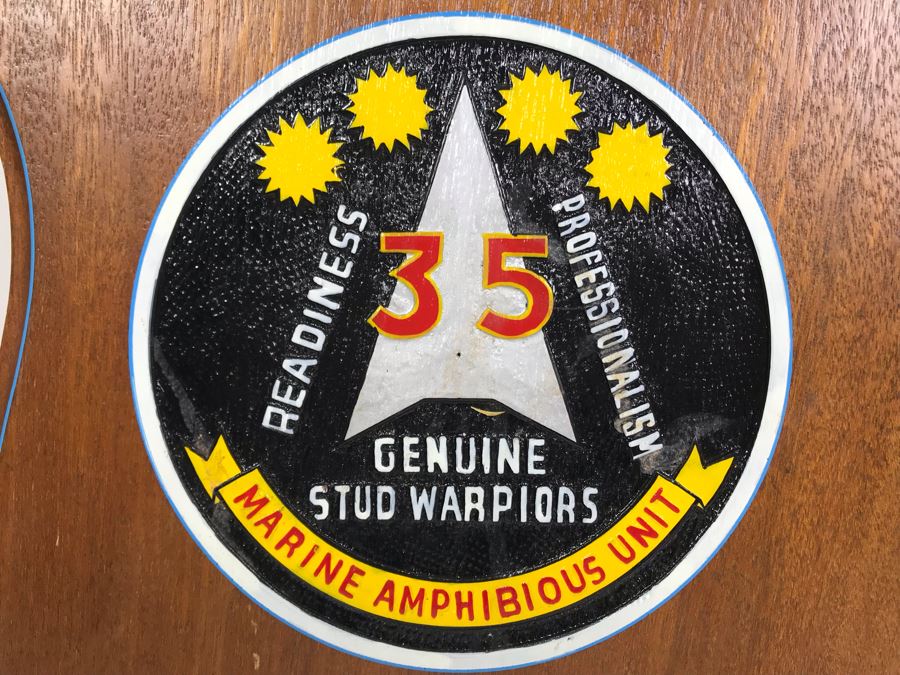 READINESS
PROFESSIONALISM
35
GENUINE
STUD WARPIORS
MARINE AMPHIBIOUS UNIT